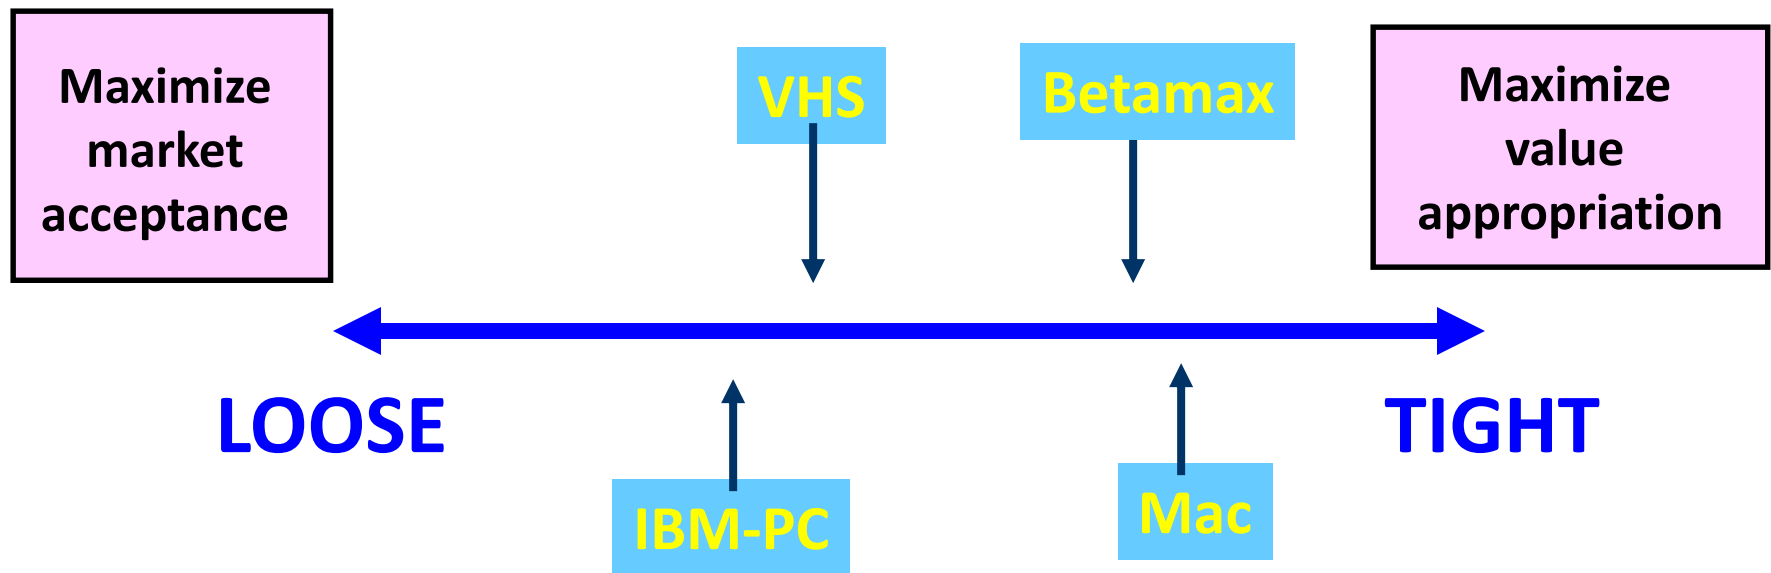 Maximize
market
acceptance
VHS
Betamax
Maximize
value
appropriation
LOOSE
TIGHT
IBM-PC
Mac